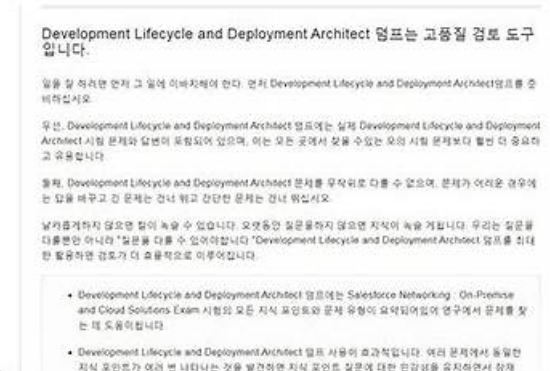 Development Lifecycle and Deployment Architect 덤프는 고품질 검토 도구
입니다.
일을 잘 하려면 먼저 그 일에 이바지해야 한다. 먼저 Development Lifecycle and Deployment Architect덤프를 준
비하십시오.
우선, Development Lifecycle and Deployment Architect 덤프에는 실제 Development Lifecycle and Deployment
Architect 시험 문제와 답변이 포함되어 있으며, 이는 모든 곳에서 찾을 수있는 모의 시험 문제보다 훨씬 더 중요하
고 유용합니다.
둘째, Development Lifecycle and Deployment Architect 문제를 무작위로 다룰 수 없으며, 문제가 어려운 경우에
는 답을 바꾸고 긴 문제는 건너 뛰고 간단한 문제는 건너 뛰십시오.
날카롭게하지 않으면 칼이 녹슬 수 있습니다. 오랫동안 질문을하지 않으면 지식이 녹슬 게됩니다. 우리는 질문을
다룰뿐만 아니라 "질문을 다룰 수 있어야합니다 "Development Lifecycle and Deployment Architect 덤프를 최대
한 활용하면 검토가 더 효율적으로 이루어집니다.
• Development Lifecycle and Deployment Architect 덤프에는 Salesforce Networking : On-Premise
and Cloud Solutions Exam 시험의 모든 지식 포인트와 문제 유형이 요약되어있어 연구에서 문제를 찾
는 데 도움이됩니다.
• Development Lifecycle and Deployment Architect 덤프 사용이 효과적입니다. 여러 문제에서 동일한
지식 포인트가 여러 번 나타나는 것을 발견하면 지식 포인트 질문에 대한 민감성을 유지하면서 잠재